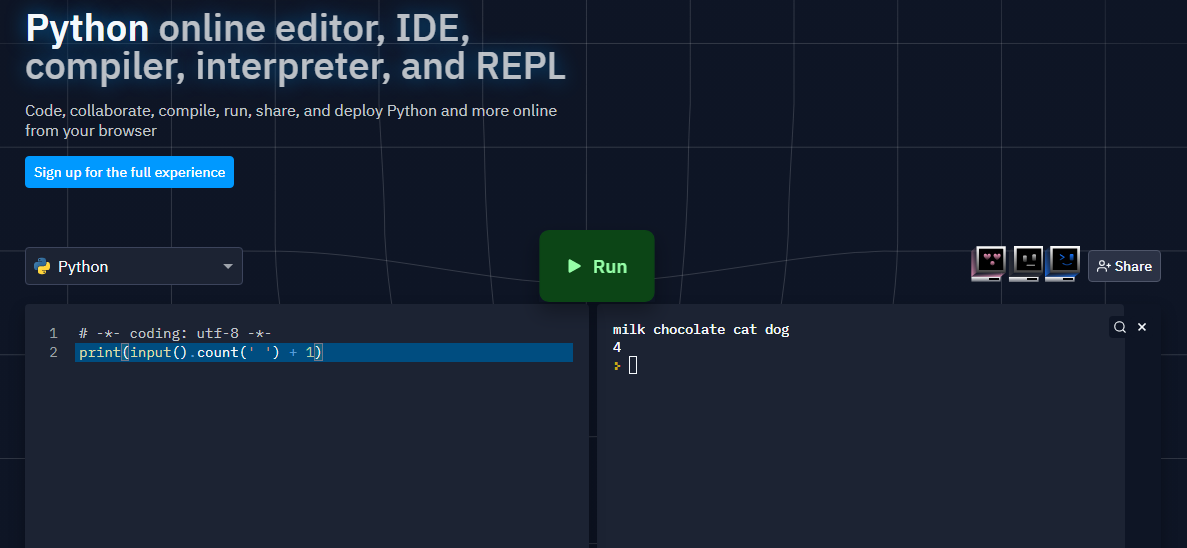 Python online editor, IDE,
compiler, interpreter, and REPL
Code, collaborate, compile, run, share, and deploy Python and more online
from your browser
Sign up for the full experience
Python
Run
Share
1 # -*- coding: utf-8 -*-
2 print(input().count(' ') + 1)
milk chocolate cat dog
4